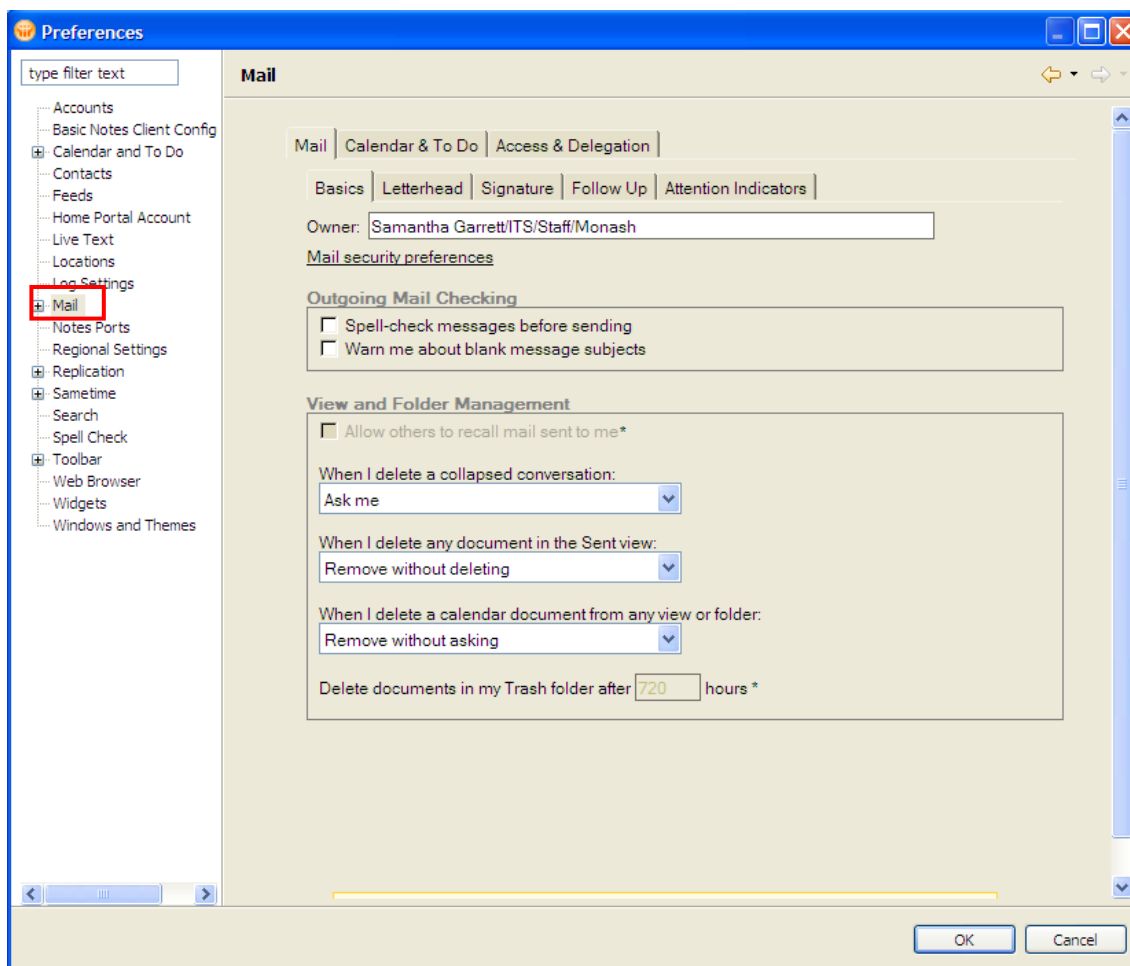 Preferences
type filter text
Accounts
Basic Notes Client Config
Calendar and To Do
Contacts
Feeds
Home Portal Account
Live Text
Locations
Log Settings
Mail
Notes Ports
Regional Settings
Replication
Sametime
Search
Spell Check
Toolbar
Web Browser
Widgets
Windows and Themes
Mail
Mail Calendar & To Do Access & Delegation
Basics Letterhead Signature Follow Up Attention Indicators
Owner: Samantha Garrett/ITS/Staff/Monash
Mail security preferences
Outgoing Mail Checking
Spell-check messages before sending
Warn me about blank message subjects
View and Folder Management
Allow others to recall mail sent to me*
When I delete a collapsed conversation:
Ask me
When I delete any document in the Sent view:
Remove without deleting
When I delete a calendar document from any view or folder:
Remove without asking
Delete documents in my Trash folder after 720 hours *
OK Cancel